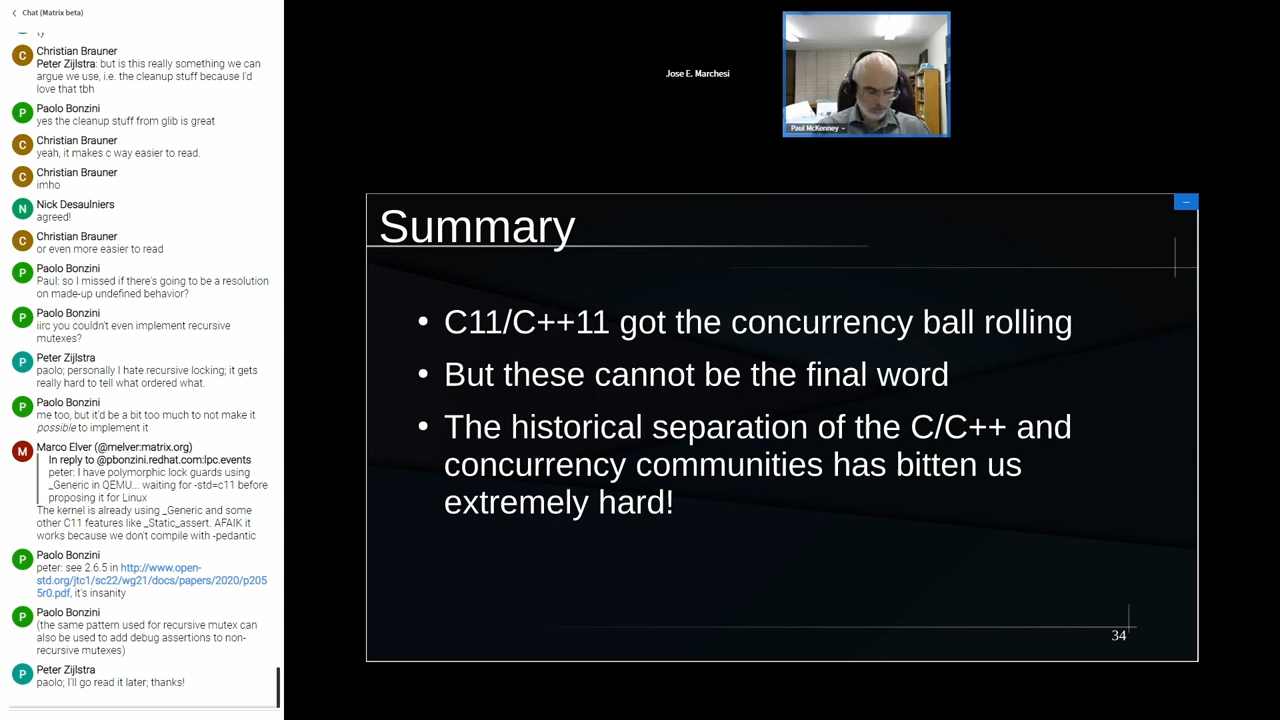 Chat (Matrix beta)
Christian Brauner
Peter Zijlstra: but is this really something we can
argue we use, i.e. the cleanup stuff because I'd
love that tbh
Paolo Bonzini
yes the cleanup stuff from glib is great
Christian Brauner
yeah, it makes c way easier to read.
Christian Brauner
imho
Nick Desaulniers
agreed!
Christian Brauner
or even more easier to read
Paolo Bonzini
Paul: so I missed if there's going to be a resolution
on made-up undefined behavior?
Paolo Bonzini
iirc you couldn't even implement recursive
mutexes?
Peter Zijlstra
paolo; personally I hate recursive locking; it gets
really hard to tell what ordered what.
Paolo Bonzini
me too, but it'd be a bit too much to not make it
possible to implement it
Marco Elver (@melver:matrix.org)
In reply to @pbonzini.redhat.com:lpc.events
peter: I have polymorphic lock guards using
_Generic in QEMU... waiting for -std=c11 before
proposing it for Linux
The kernel is already using _Generic and some
other C11 features like _Static_assert. AFAIK it
works because we don't compile with -pedantic
Paolo Bonzini
peter: see 2.6.5 in http://www.open-
std.org/jtc1/sc22/wg21/docs/papers/2020/p205
5r0.pdf, it's insanity
Paolo Bonzini
(the same pattern used for recursive mutex can
also be used to add debug assertions to non-
recursive mutexes)
Peter Zijlstra
paolo; I'll go read it later; thanks!
Jose E. Marchesi
Paul McKenney
Summary
• C11/C++11 got the concurrency ball rolling
• But these cannot be the final word
• The historical separation of the C/C++ and
concurrency communities has bitten us
extremely hard!
34